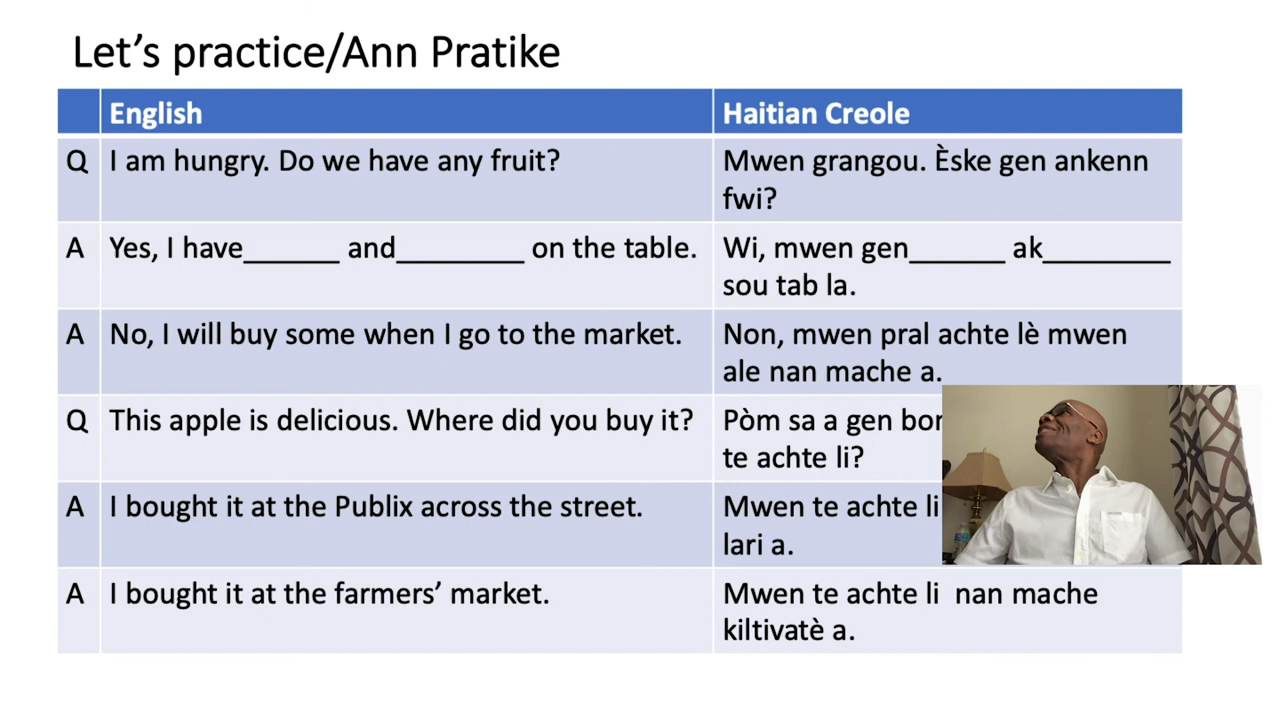 Let's practice/Ann Pratike
English
Haitian Creole
Q
I am hungry. Do we have any fruit?
Mwen grangou. Èske gen ankenn
fwi?
A
Yes, I have______ and________ on the table.
Wi, mwen gen______ ak________
sou tab la.
A
No, I will buy some when I go to the market.
Non, mwen pral achte lè mwen
ale nan mache a.
Q
This apple is delicious. Where did you buy it?
Pòm sa a gen
te achte li?
A
I bought it at the Publix across the street.
Mwen te achte li
lari a.
A
I bought it at the farmers’ market.
Mwen te achte li nan mache
kiltivatè a.